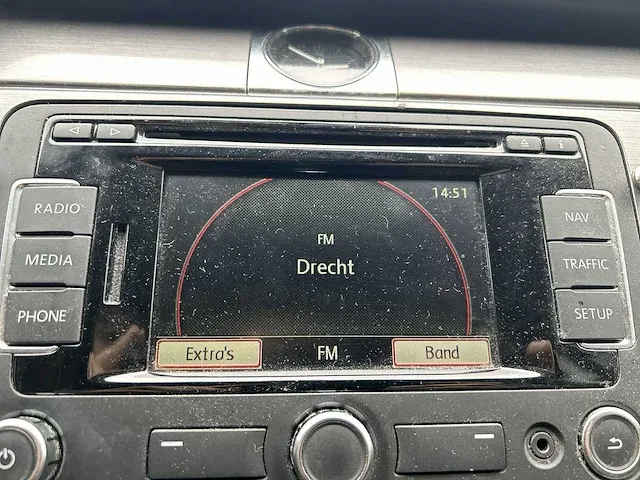 14:51
RADIO
MEDIA
PHONE
FM
Drecht
NAV
TRAFFIC
SETUP
Extra's
FM
Band